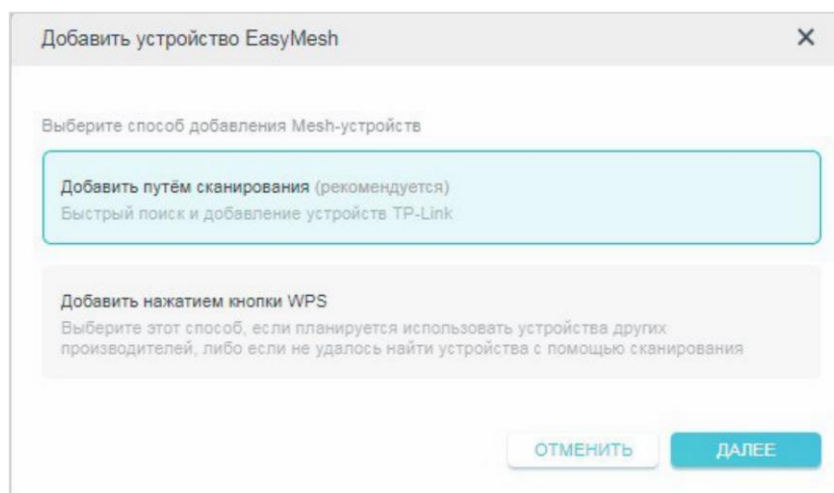 Добавить устройство EasyMesh
Выберите способ добавления Mesh-устройств
Добавить путём сканирования (рекомендуется)
Быстрый поиск и добавление устройств TP-Link
Добавить нажатием кнопки WPS
Выберите этот способ, если планируется использовать устройства других
производителей, либо если не удалось найти устройства с помощью сканирования
ОТМЕНИТЬ ДАЛЕЕ